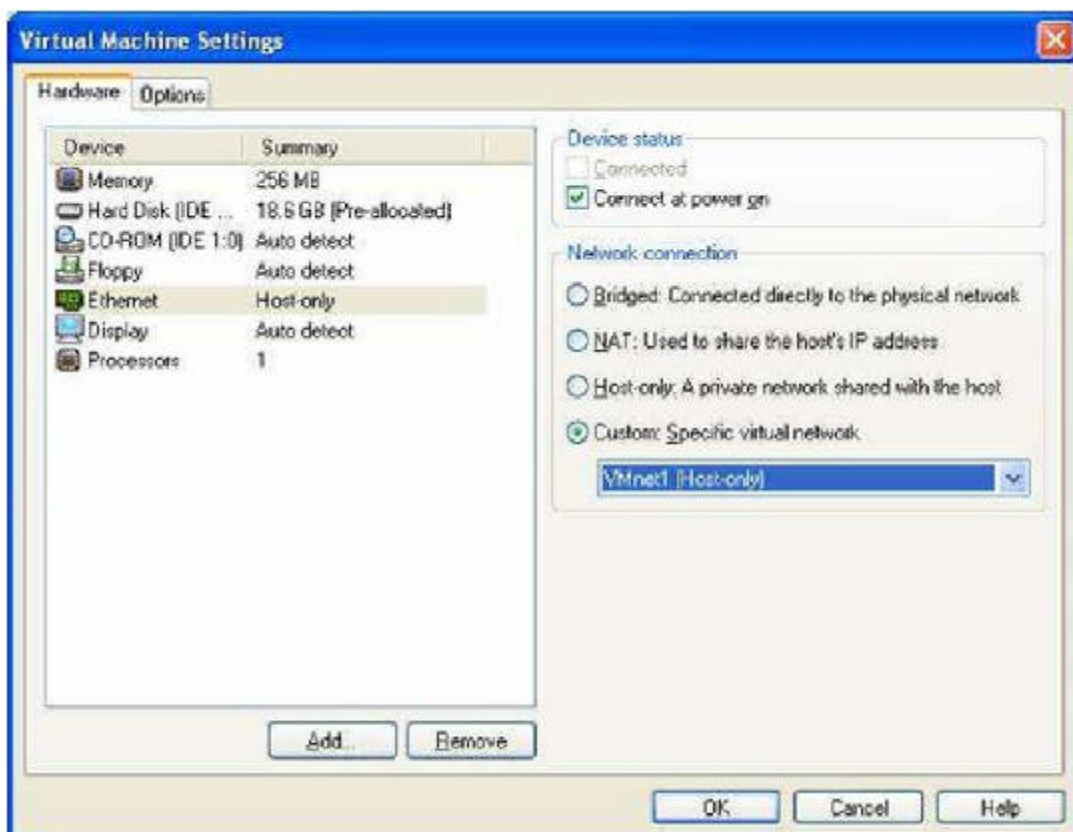 Virtual Machine Settings
Hardware Options
Device Summary
Memory 256 MB
Hard Disk (IDE ... 18.6 GB (Pre-allocated)
CD-ROM (IDE 1:0) Auto detect
Floppy Auto detect
Ethernet Host-only
Display Auto detect
Processors 1
Add... Remove
Device status
Connected
Connect at power on
Network connection
Bridged: Connected directly to the physical network
NAT: Used to share the host's IP address
Host-only: A private network shared with the host
Custom: Specific virtual network
VMnet1 (Host-only)
OK Cancel Help